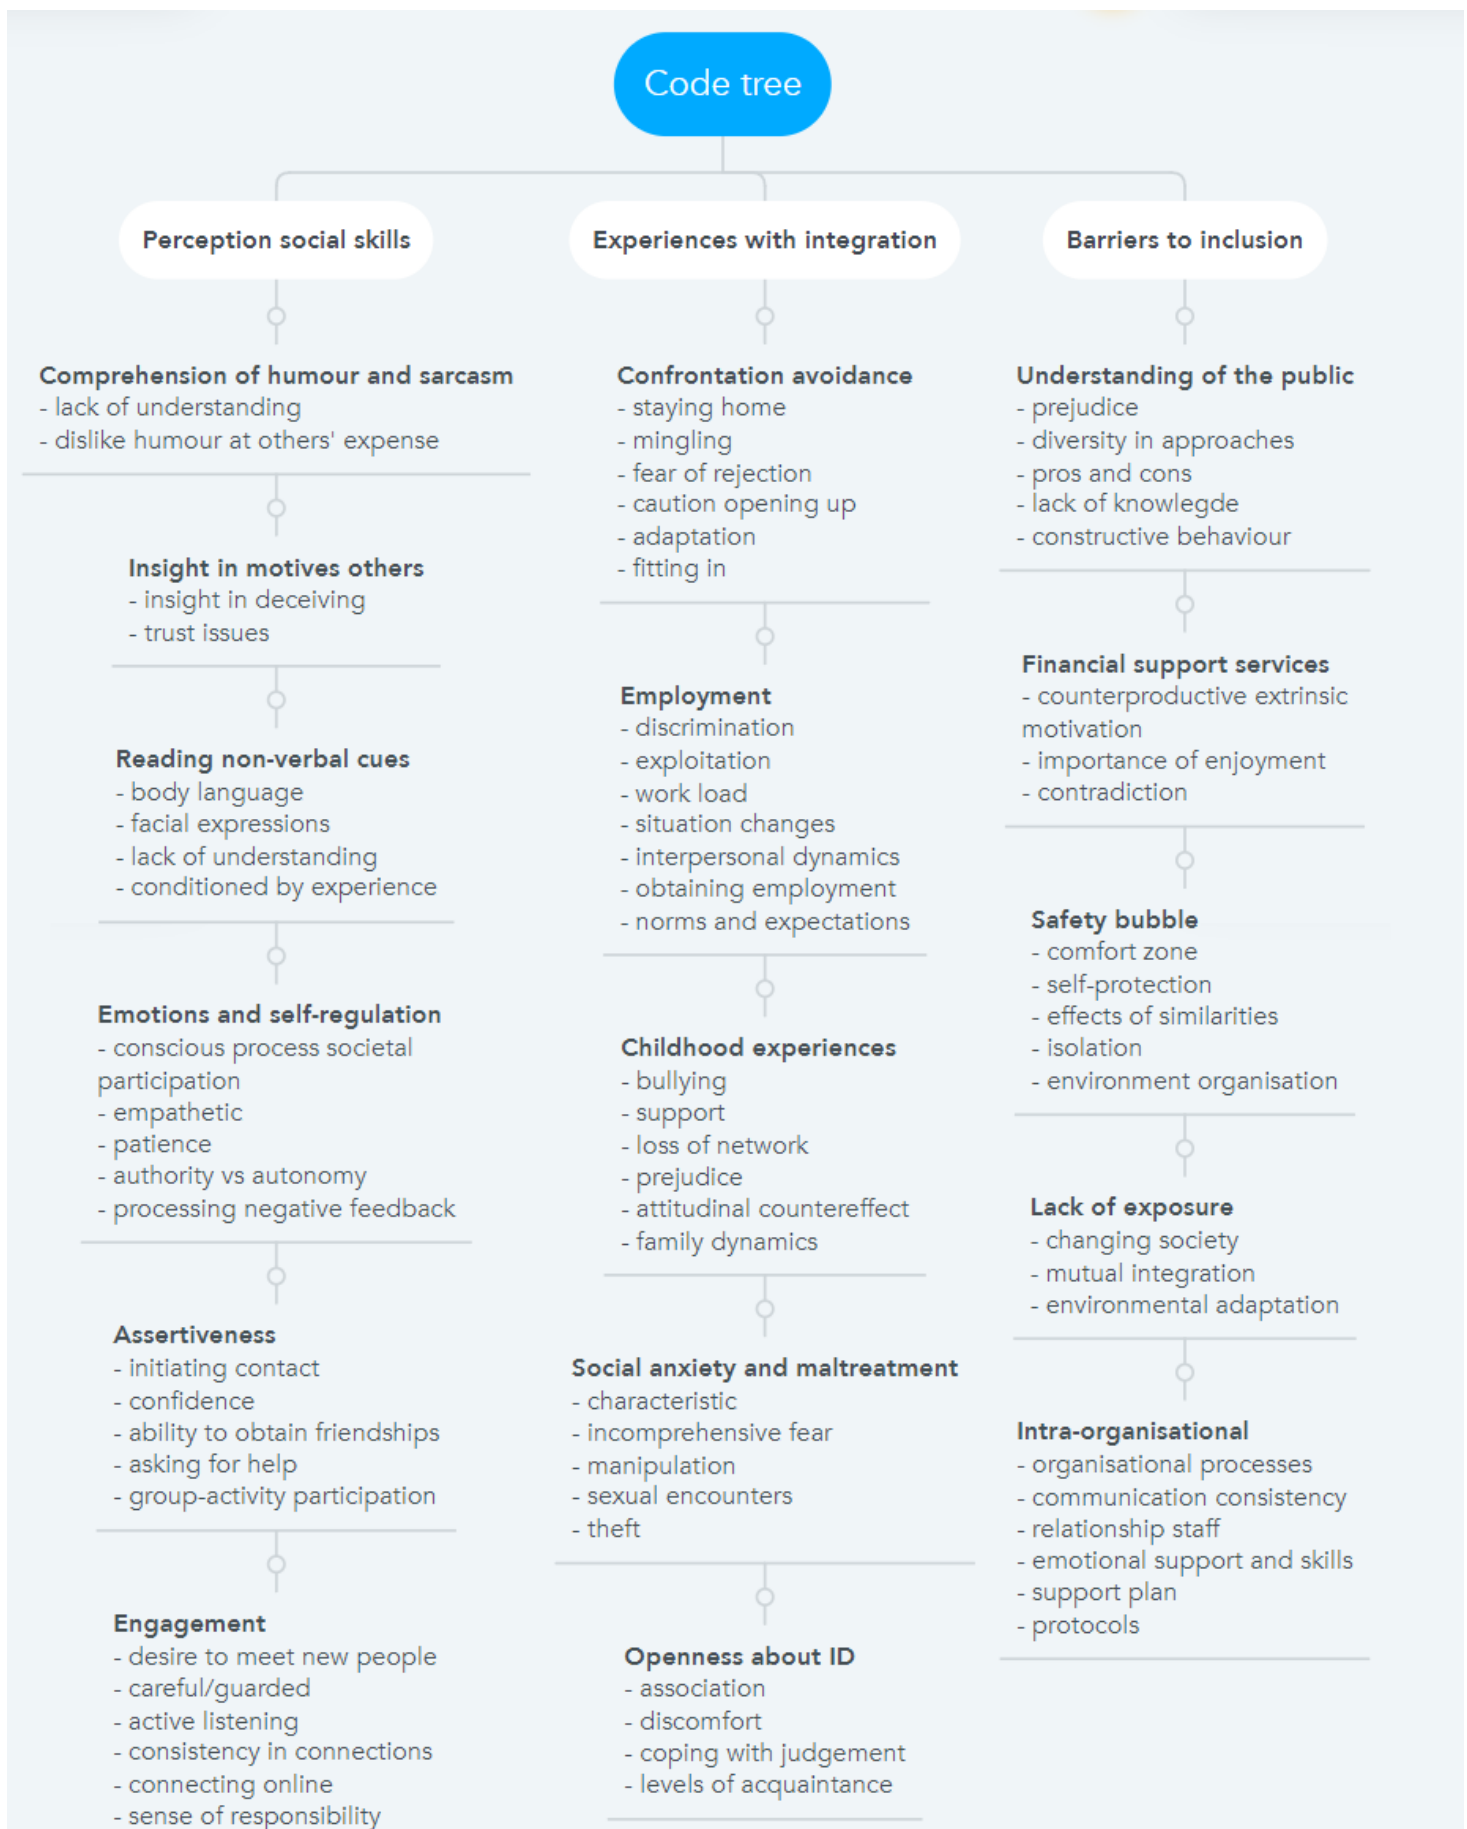 Code tree
Perception social skills
Comprehension of humour and sarcasm
- lack of understanding
- dislike humour at others' expense
Insight in motives others
- insight in deceiving
- trust issues
Reading non-verbal cues
- body language
- facial expressions
- lack of understanding
- conditioned by experience
Emotions and self-regulation
- conscious process societal
participation
- empathetic
- patience
- authority vs autonomy
- processing negative feedback
Assertiveness
- initiating contact
- confidence
- ability to obtain friendships
- asking for help
- group-activity participation
Engagement
- desire to meet new people
- careful/guarded
- active listening
- consistency in connections
- connecting online
- sense of responsibility
Experiences with integration
Confrontation avoidance
- staying home
- mingling
- fear of rejection
- caution opening up
- adaptation
- fitting in
Employment
- discrimination
- exploitation
- work load
- situation changes
- interpersonal dynamics
- obtaining employment
- norms and expectations
Childhood experiences
- bullying
- support
- loss of network
- prejudice
- attitudinal countereffect
- family dynamics
Social anxiety and maltreatment
- characteristic
- incomprehensive fear
- manipulation
- sexual encounters
- theft
Openness about ID
- association
- discomfort
- coping with judgement
- levels of acquaintance
Barriers to inclusion
Understanding of the public
- prejudice
- diversity in approaches
- pros and cons
- lack of knowlegde
- constructive behaviour
Financial support services
- counterproductive extrinsic
motivation
- importance of enjoyment
- contradiction
Safety bubble
- comfort zone
- self-protection
- effects of similarities
- isolation
- environment organisation
Lack of exposure
- changing society
- mutual integration
- environmental adaptation
Intra-organisational
- organisational processes
- communication consistency
- relationship staff
- emotional support and skills
- support plan
- protocols